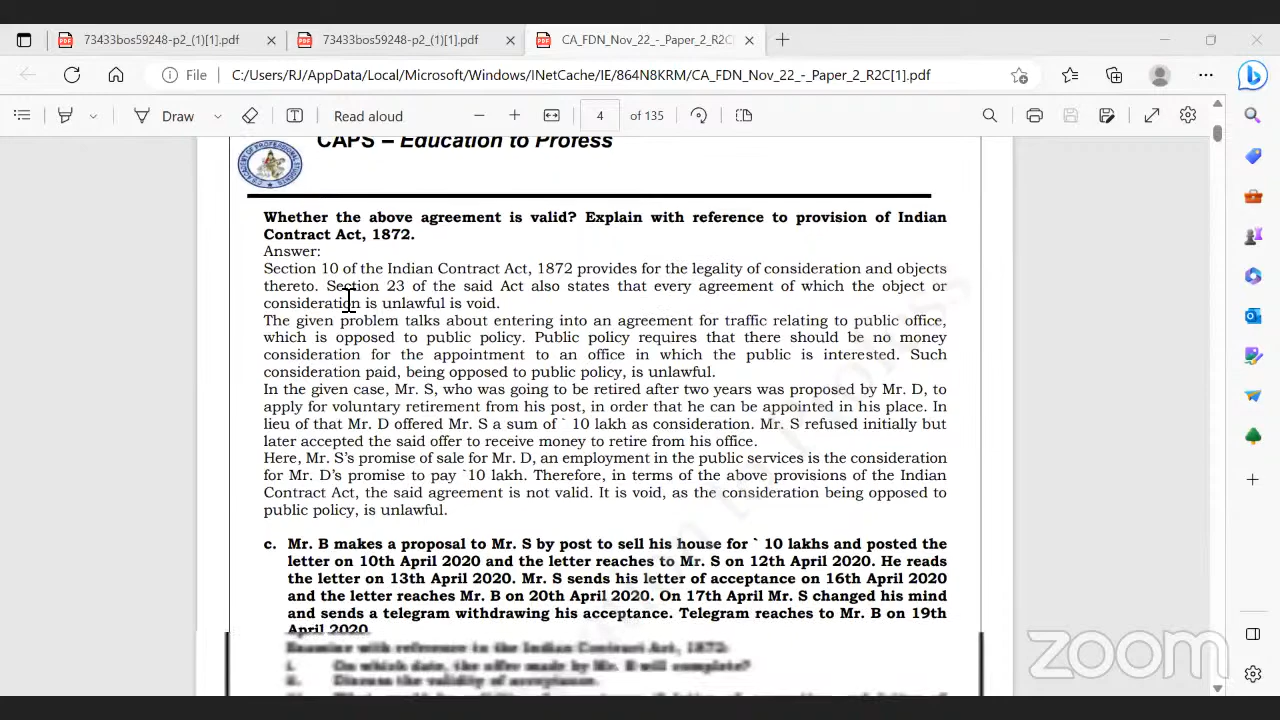 73433bos59248-p2_(1)[1].pdf
73433bos59248-p2_(1)[1].pdf
CA_FDN_Nov_22_-_Paper_2_R2C
File
C:/Users/RJ/AppData/Local/Microsoft/Windows/INetCache/IE/864N8KRM/CA_FDN_Nov_22_-_Paper_2_R2C[1].pdf
Draw
Read aloud
4 of 135
CAPS – Education to Profess
Whether the above agreement is valid? Explain with reference to provision of Indian
Contract Act, 1872.
Answer:
Section 10 of the Indian Contract Act, 1872 provides for the legality of consideration and objects
thereto. Section 23 of the said Act also states that every agreement of which the object or
consideration is unlawful is void.
The given problem talks about entering into an agreement for traffic relating to public office,
which is opposed to public policy. Public policy requires that there should be no money
consideration for the appointment to an office in which the public is interested. Such
consideration paid, being opposed to public policy, is unlawful.
In the given case, Mr. S, who was going to be retired after two years was proposed by Mr. D, to
apply for voluntary retirement from his post, in order that he can be appointed in his place. In
lieu of that Mr. D offered Mr. S a sum of ` 10 lakh as consideration. Mr. S refused initially but
later accepted the said offer to receive money to retire from his office.
Here, Mr. S’s promise of sale for Mr. D, an employment in the public services is the consideration
for Mr. D’s promise to pay `10 lakh. Therefore, in terms of the above provisions of the Indian
Contract Act, the said agreement is not valid. It is void, as the consideration being opposed to
public policy, is unlawful.
c. Mr. B makes a proposal to Mr. S by post to sell his house for ` 10 lakhs and posted the
letter on 10th April 2020 and the letter reaches to Mr. S on 12th April 2020. He reads
the letter on 13th April 2020. Mr. S sends his letter of acceptance on 16th April 2020
and the letter reaches Mr. B on 20th April 2020. On 17th April Mr. S changed his mind
and sends a telegram withdrawing his acceptance. Telegram reaches to Mr. B on 19th
April 2020.
Examine with reference to the Indian Contract Act, 1872:
i. On which date, the offer made by Mr. B will complete?
ii. Discuss the validity of acceptance.
zoom